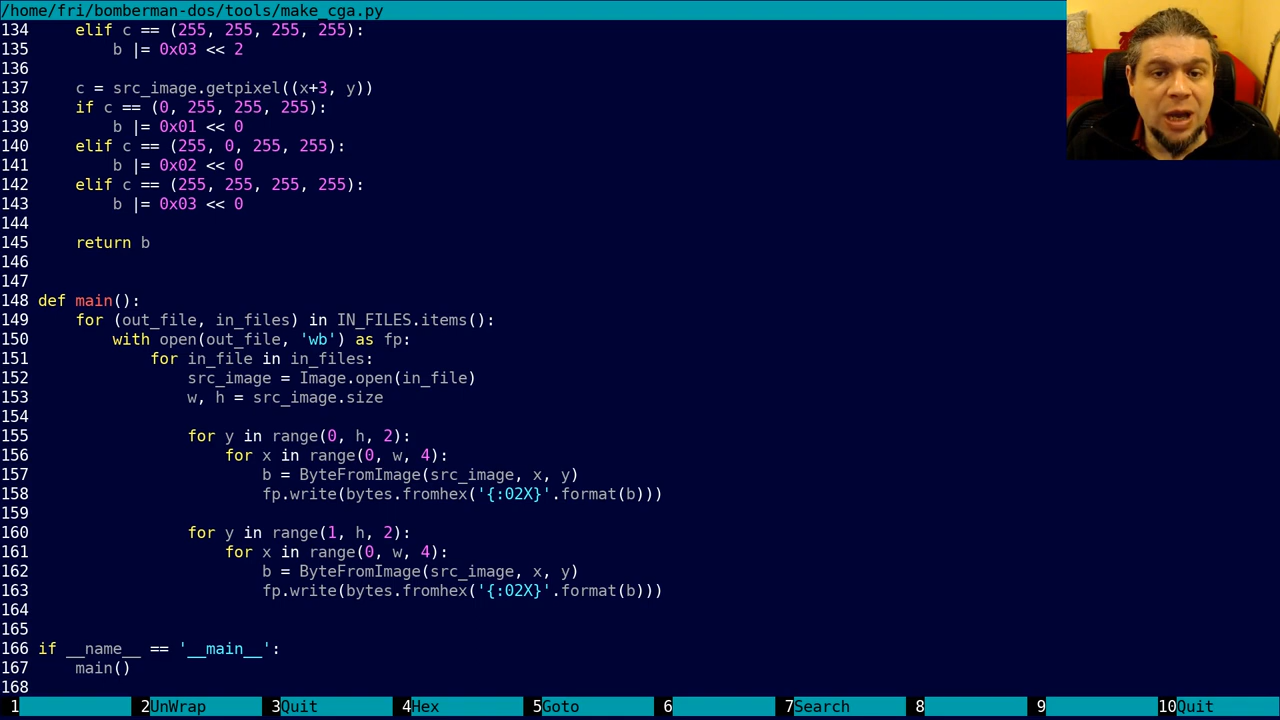 /home/fri/bomberman-dos/tools/make_cga.py
134     elif c == (255, 255, 255, 255):
135         b |= 0x03 << 2
136
137     c = src_image.getpixel((x+3, y))
138     if c == (0, 255, 255, 255):
139         b |= 0x01 << 0
140     elif c == (255, 0, 255, 255):
141         b |= 0x02 << 0
142     elif c == (255, 255, 255, 255):
143         b |= 0x03 << 0
144
145     return b
146
147
148 def main():
149     for (out_file, in_files) in IN_FILES.items():
150         with open(out_file, 'wb') as fp:
151             for in_file in in_files:
152                 src_image = Image.open(in_file)
153                 w, h = src_image.size
154
155                 for y in range(0, h, 2):
156                     for x in range(0, w, 4):
157                         b = ByteFromImage(src_image, x, y)
158                         fp.write(bytes.fromhex('{:02X}'.format(b)))
159
160                 for y in range(1, h, 2):
161                     for x in range(0, w, 4):
162                         b = ByteFromImage(src_image, x, y)
163                         fp.write(bytes.fromhex('{:02X}'.format(b)))
164
165
166 if __name__ == '__main__':
167     main()
168
1 2UnWrap 3Quit 4Hex 5Goto 6 7Search 8 9 10Quit